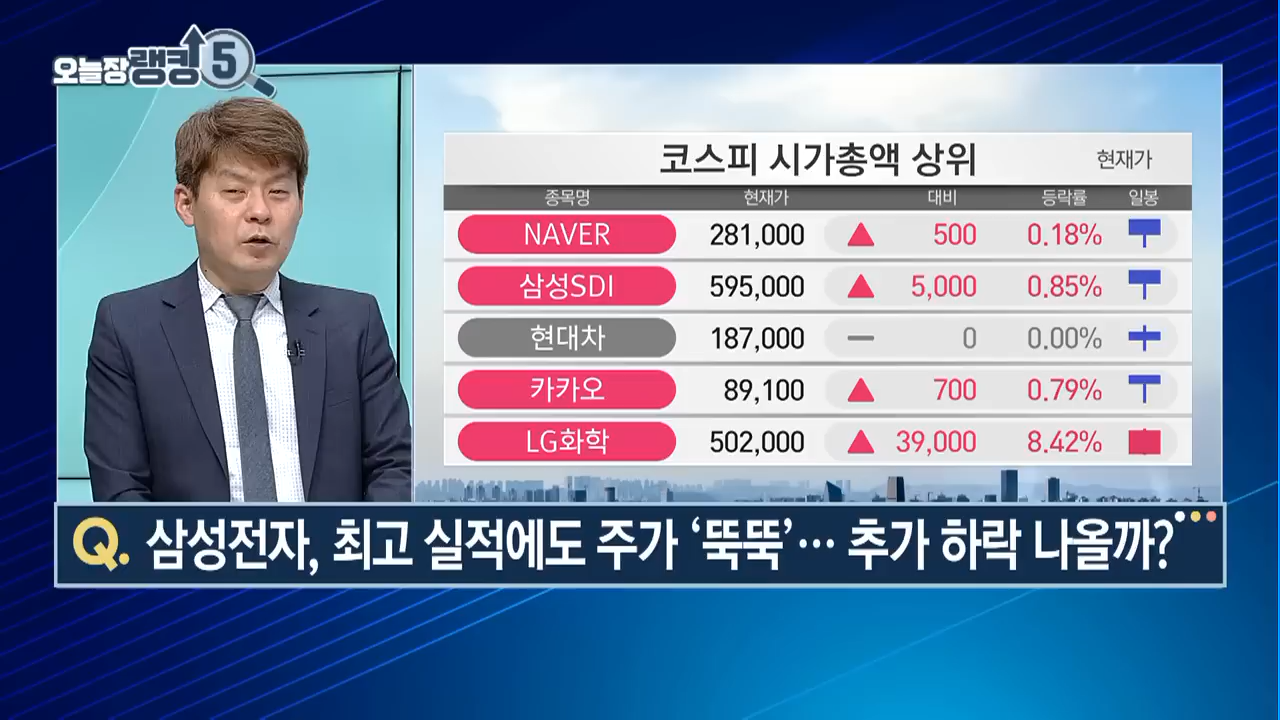 오늘장랭킹5
코스피 시가총액 상위 현재가
종목명 현재가 대비 등락률 일봉
NAVER 281,000 ▲ 500 0.18%
삼성SDI 595,000 ▲ 5,000 0.85%
현대차 187,000 – 0 0.00%
카카오 89,100 ▲ 700 0.79%
LG화학 502,000 ▲ 39,000 8.42%
Q. 삼성전자, 최고 실적에도 주가 ‘뚝뚝’… 추가 하락 나올까?